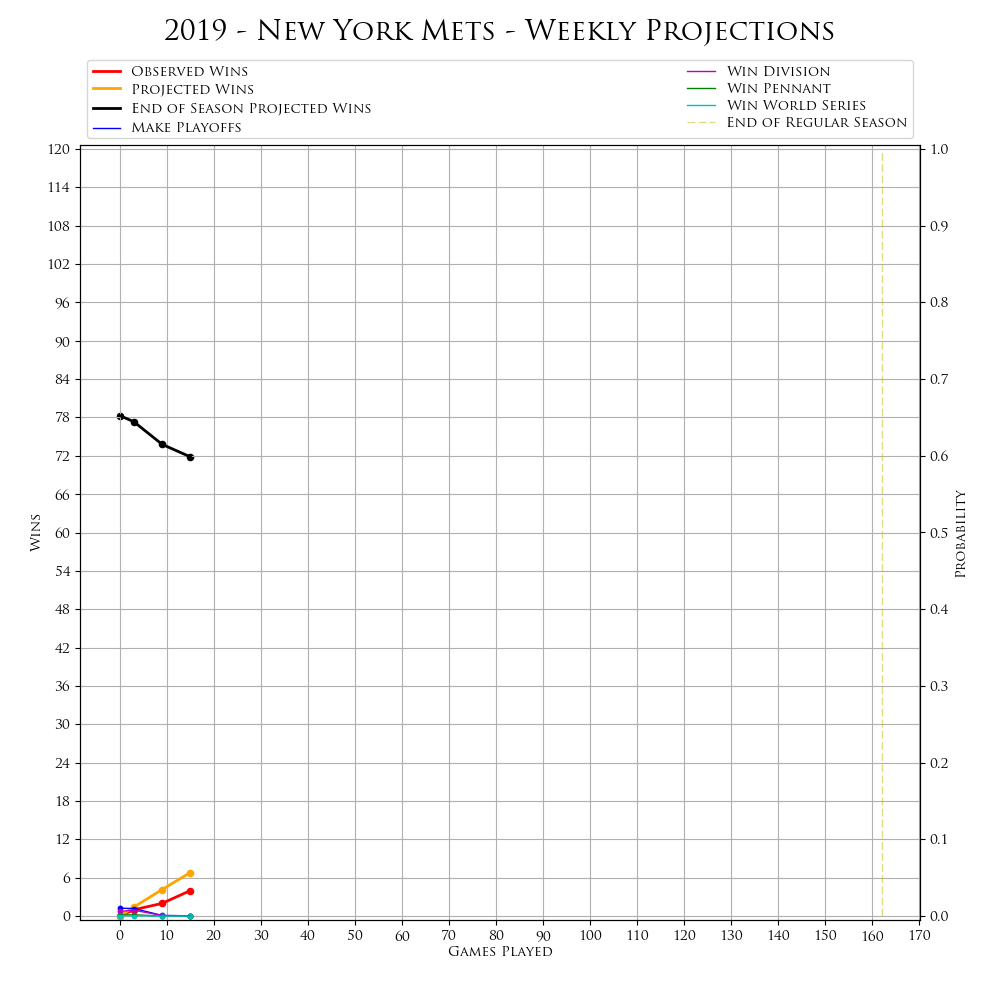 2019 - New York Mets - Weekly Projections
Observed Wins
Projected Wins
End of Season Projected Wins
Make Playoffs
Win Division
Win Pennant
Win World Series
End of Regular Season
120
114
108
102
96
90
84
78
72
66
60
54
48
42
36
30
24
18
12
6
0
Wins
1.0
0.9
0.8
0.7
0.6
0.5
0.4
0.3
0.2
0.1
0.0
Probability
0 10 20 30 40 50 60 70 80 90 100 110 120 130 140 150 160 170
Games Played